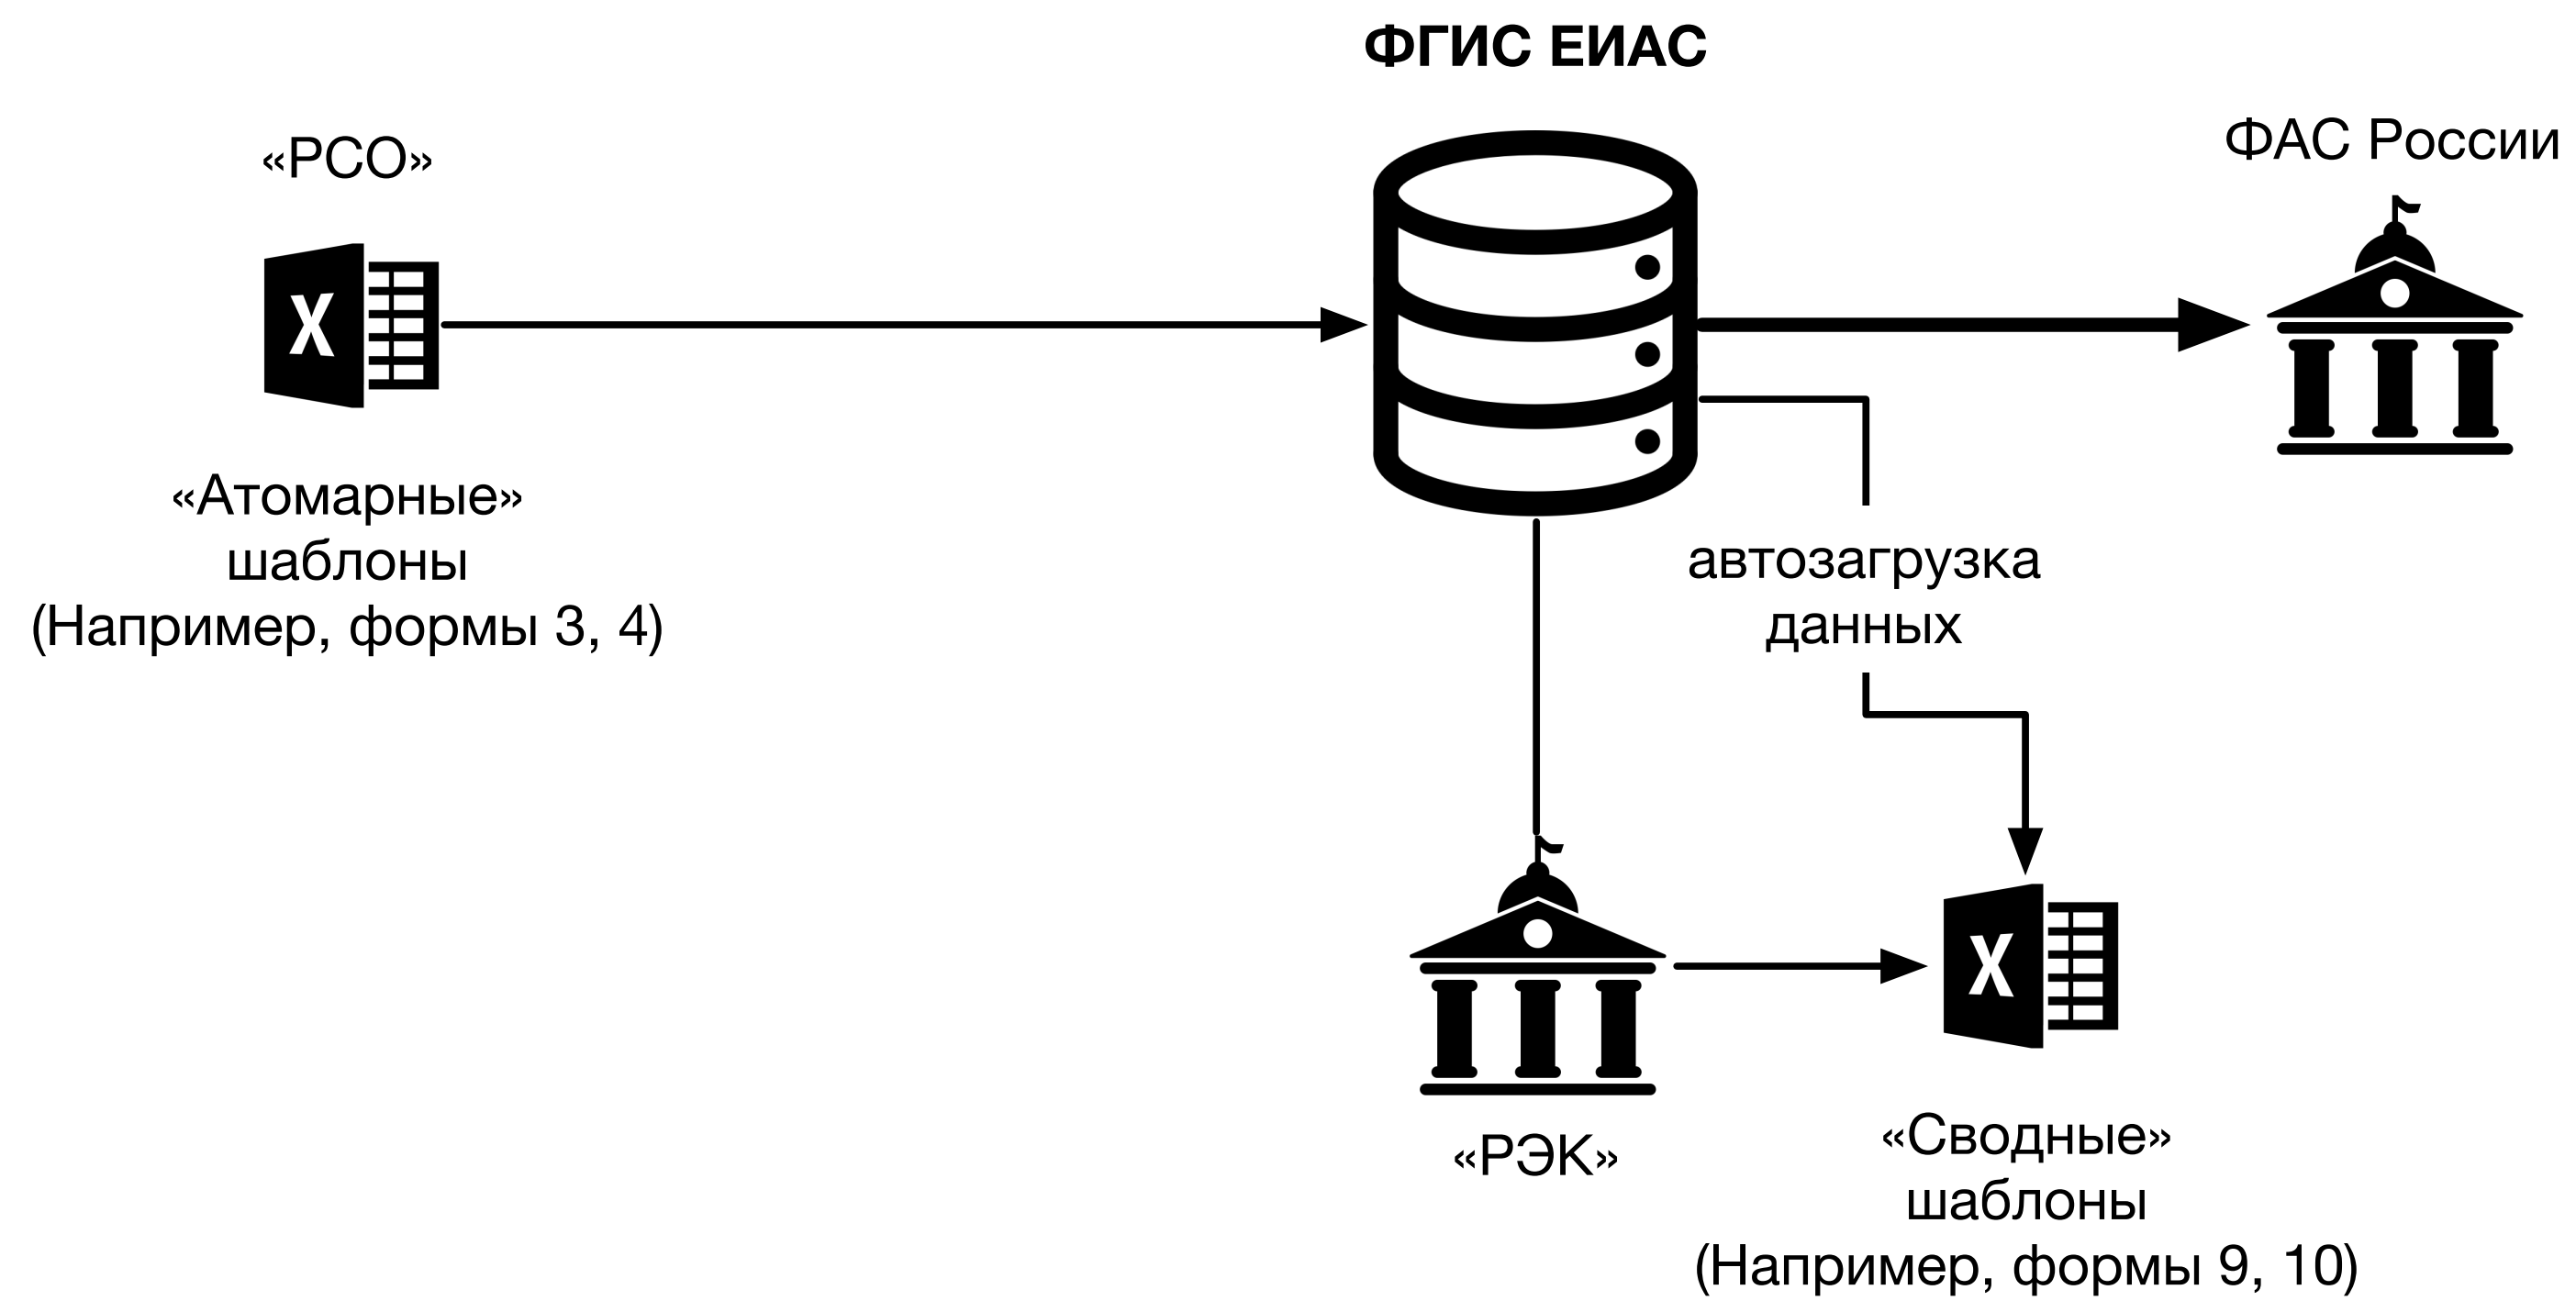 ФГИС ЕИАС
«РСО»
ФАС России
X
«Атомарные»
шаблоны
(Например, формы 3, 4)
автозагрузка
данных
X
«РЭК»
«Сводные»
шаблоны
(Например, формы 9, 10)